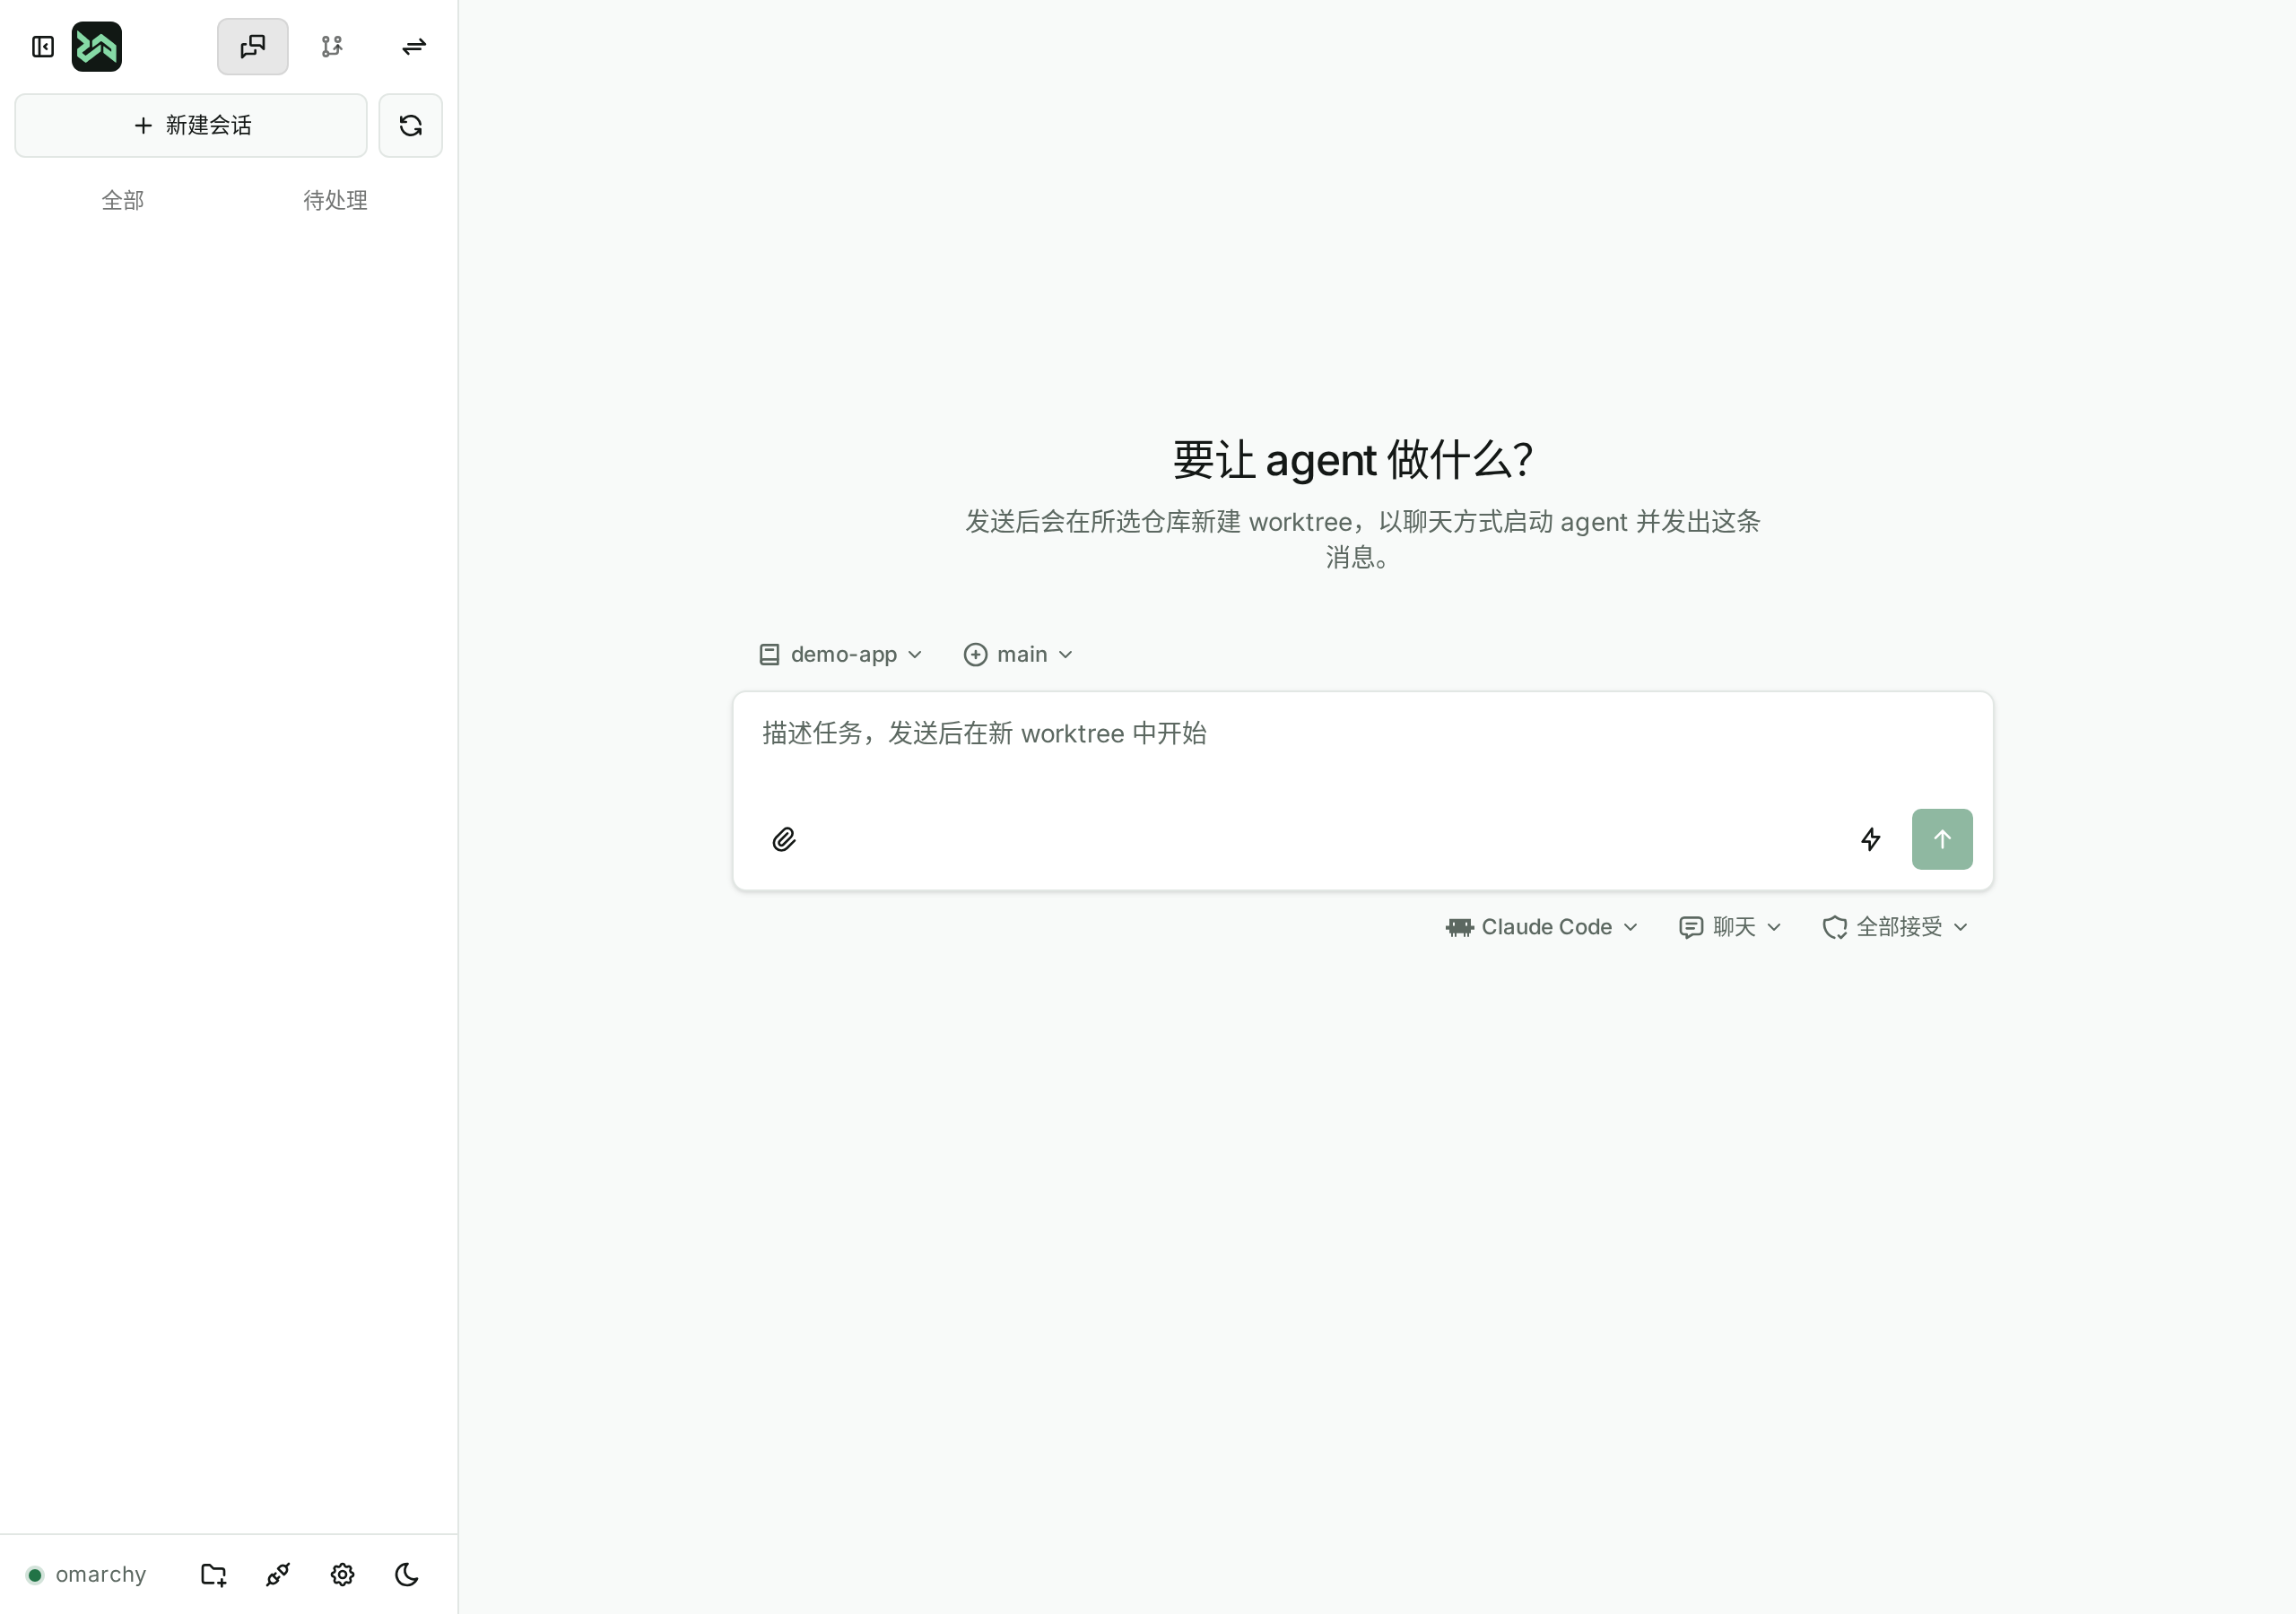 新建会话
全部
待处理
要让 agent 做什么？
发送后会在所选仓库新建 worktree，以聊天方式启动 agent 并发出这条
消息。
demo-app
main
描述任务，发送后在新 worktree 中开始
Claude Code
聊天
全部接受
omarchy